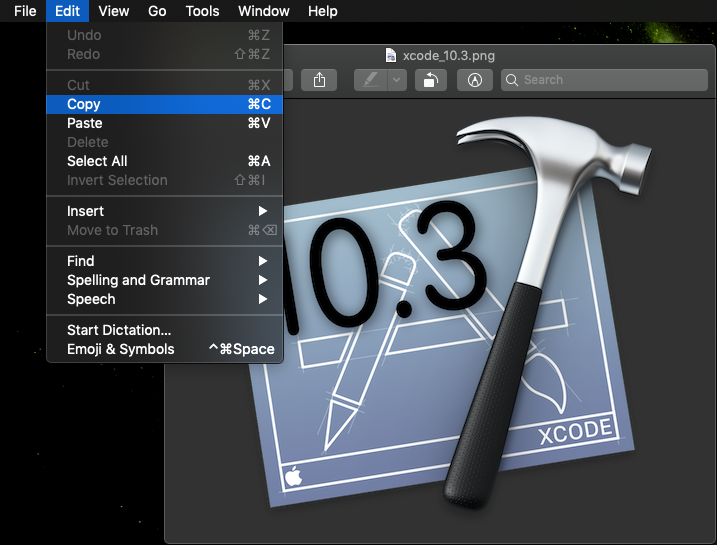 File Edit View Go Tools Window Help
Undo ⌘Z
Redo ⇧⌘Z
Cut ⌘X
Copy ⌘C
Paste ⌘V
Delete
Select All ⌘A
Invert Selection ⇧⌘I
Insert
Move to Trash ⌘⌫
Find
Spelling and Grammar
Speech
Start Dictation...
Emoji & Symbols ^⌘Space
xcode_10.3.png
Search
10.3
XCODE